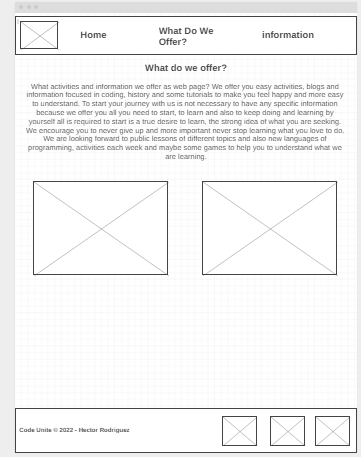 Home
What Do We
Offer?
information
What do we offer?
What activities and information we offer as web page? We offer you easy activities, blogs and
information focused in coding, history and some tutorials to make you feel happy and more easy
to understand. To start your journey with us is not necessary to have any specific information
because we offer you all you need to start, to learn and also to keep doing and learning by
yourself all is required to start is a true desire to learn, the strong idea of what you are seeking.
We encourage you to never give up and more important never stop learning what you love to do.
We are looking forward to public lessons of different topics and also new languages of
programming, activities each week and maybe some games to help you to understand what we
are learning.
Code Unite © 2022 - Hector Rodriguez